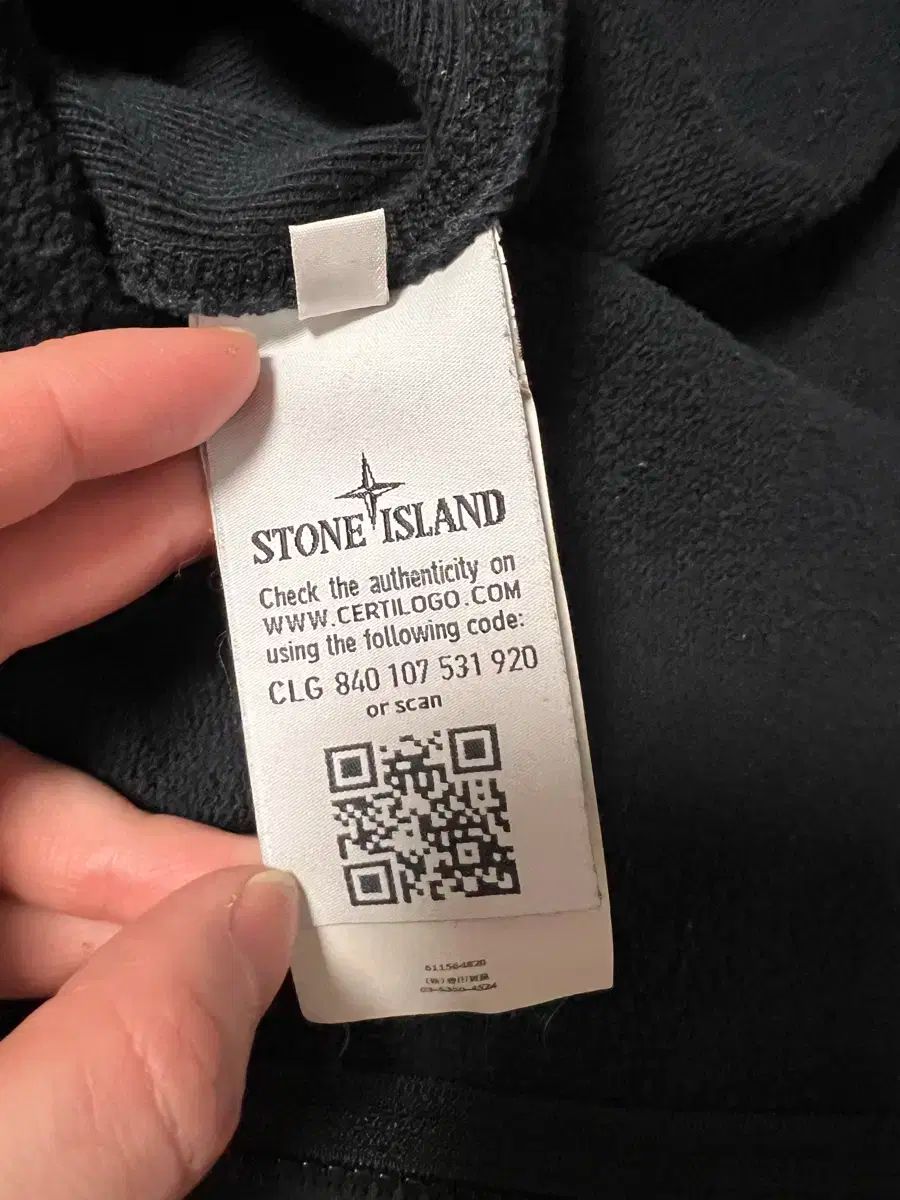 STONE ISLAND
Check the authenticity on
WWW.CERTILOGO.COM
using the following code:
CLG 840 107 531 920
or scan